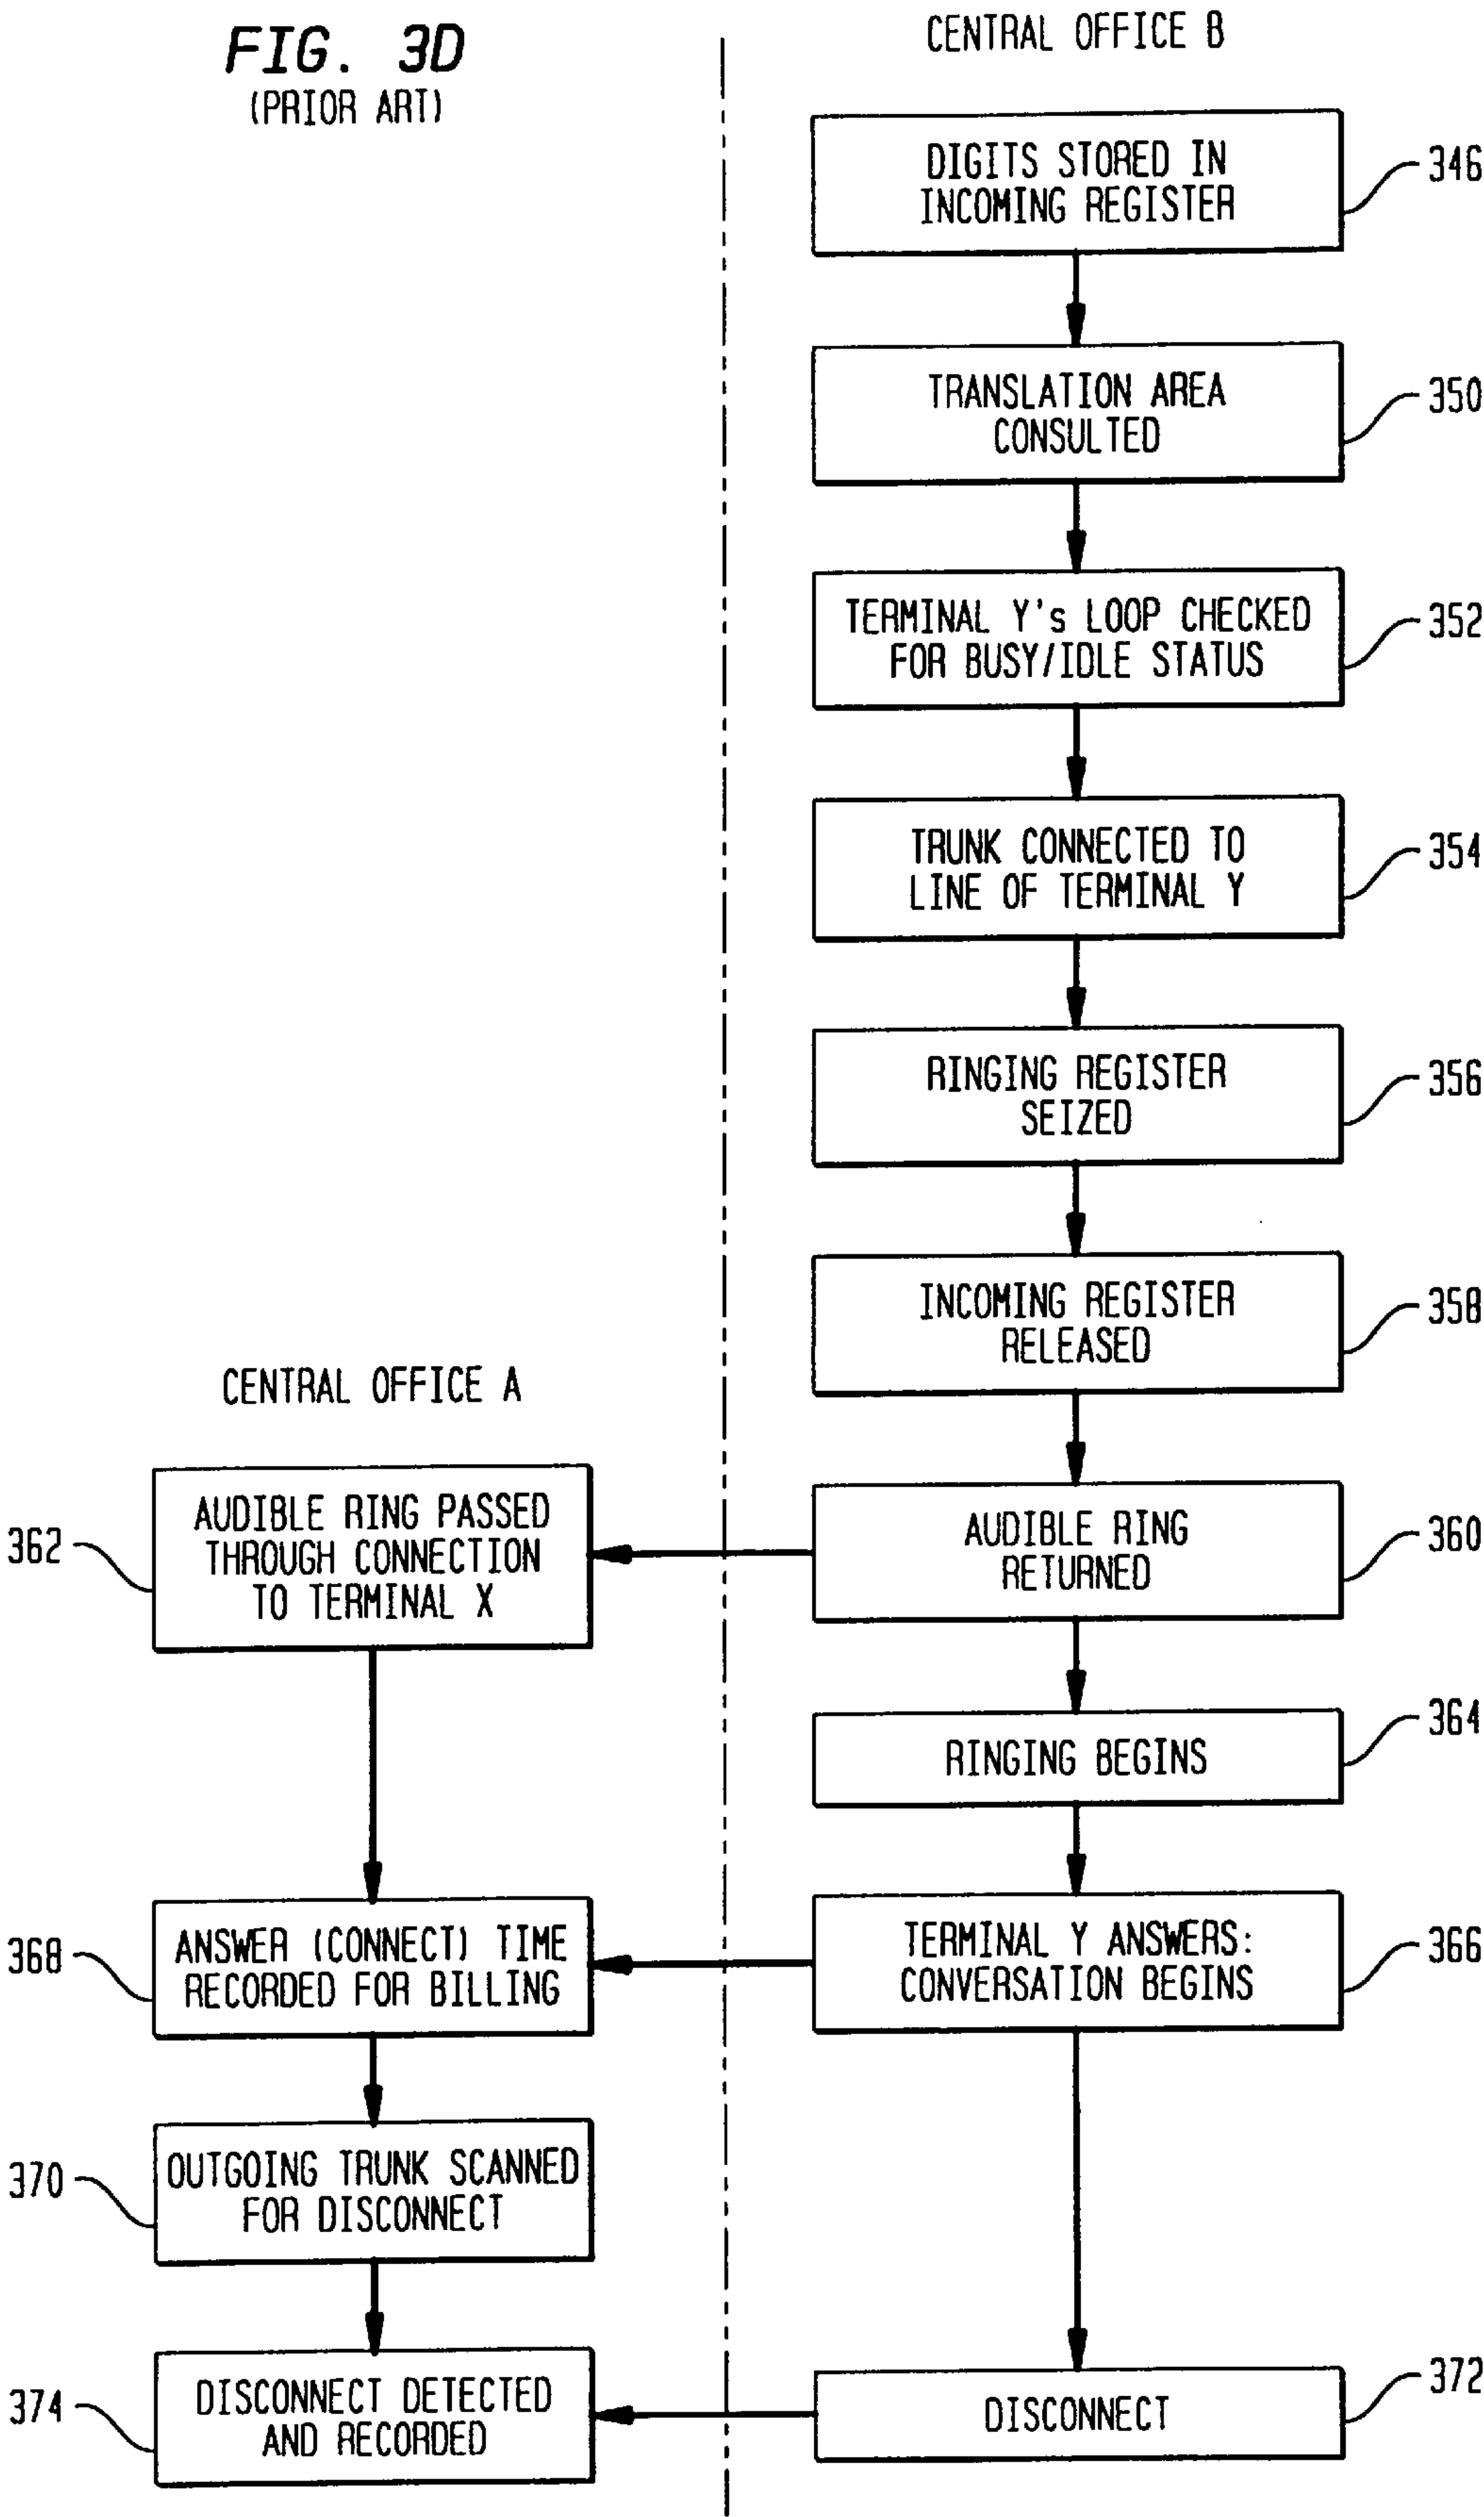 FIG. 3D
(PRIOR ART)
CENTRAL OFFICE B
DIGITS STORED IN
INCOMING REGISTER
346
TRANSLATION AREA
CONSULTED
350
TERMINAL Y's LOOP CHECKED
FOR BUSY/IDLE STATUS
352
TRUNK CONNECTED TO
LINE OF TERMINAL Y
354
RINGING REGISTER
SEIZED
356
INCOMING REGISTER
RELEASED
358
CENTRAL OFFICE A
362
AUDIBLE RING PASSED
THROUGH CONNECTION
TO TERMINAL X
AUDIBLE RING
RETURNED
360
RINGING BEGINS
364
368
ANSWER (CONNECT) TIME
RECORDED FOR BILLING
TERMINAL Y ANSWERS:
CONVERSATION BEGINS
366
370
OUTGOING TRUNK SCANNED
FOR DISCONNECT
374
DISCONNECT DETECTED
AND RECORDED
DISCONNECT
372